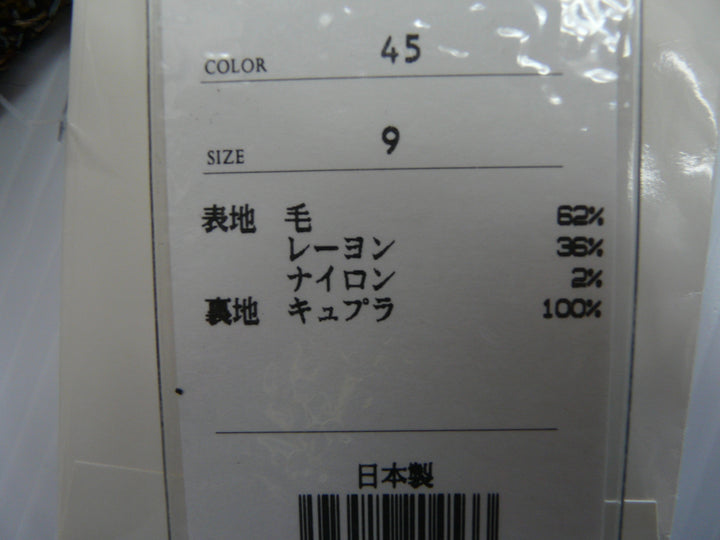 COLOR 45
SIZE 9
表地 毛 62%
レーヨン 36%
ナイロン 2%
裏地 キュプラ 100%
日本製